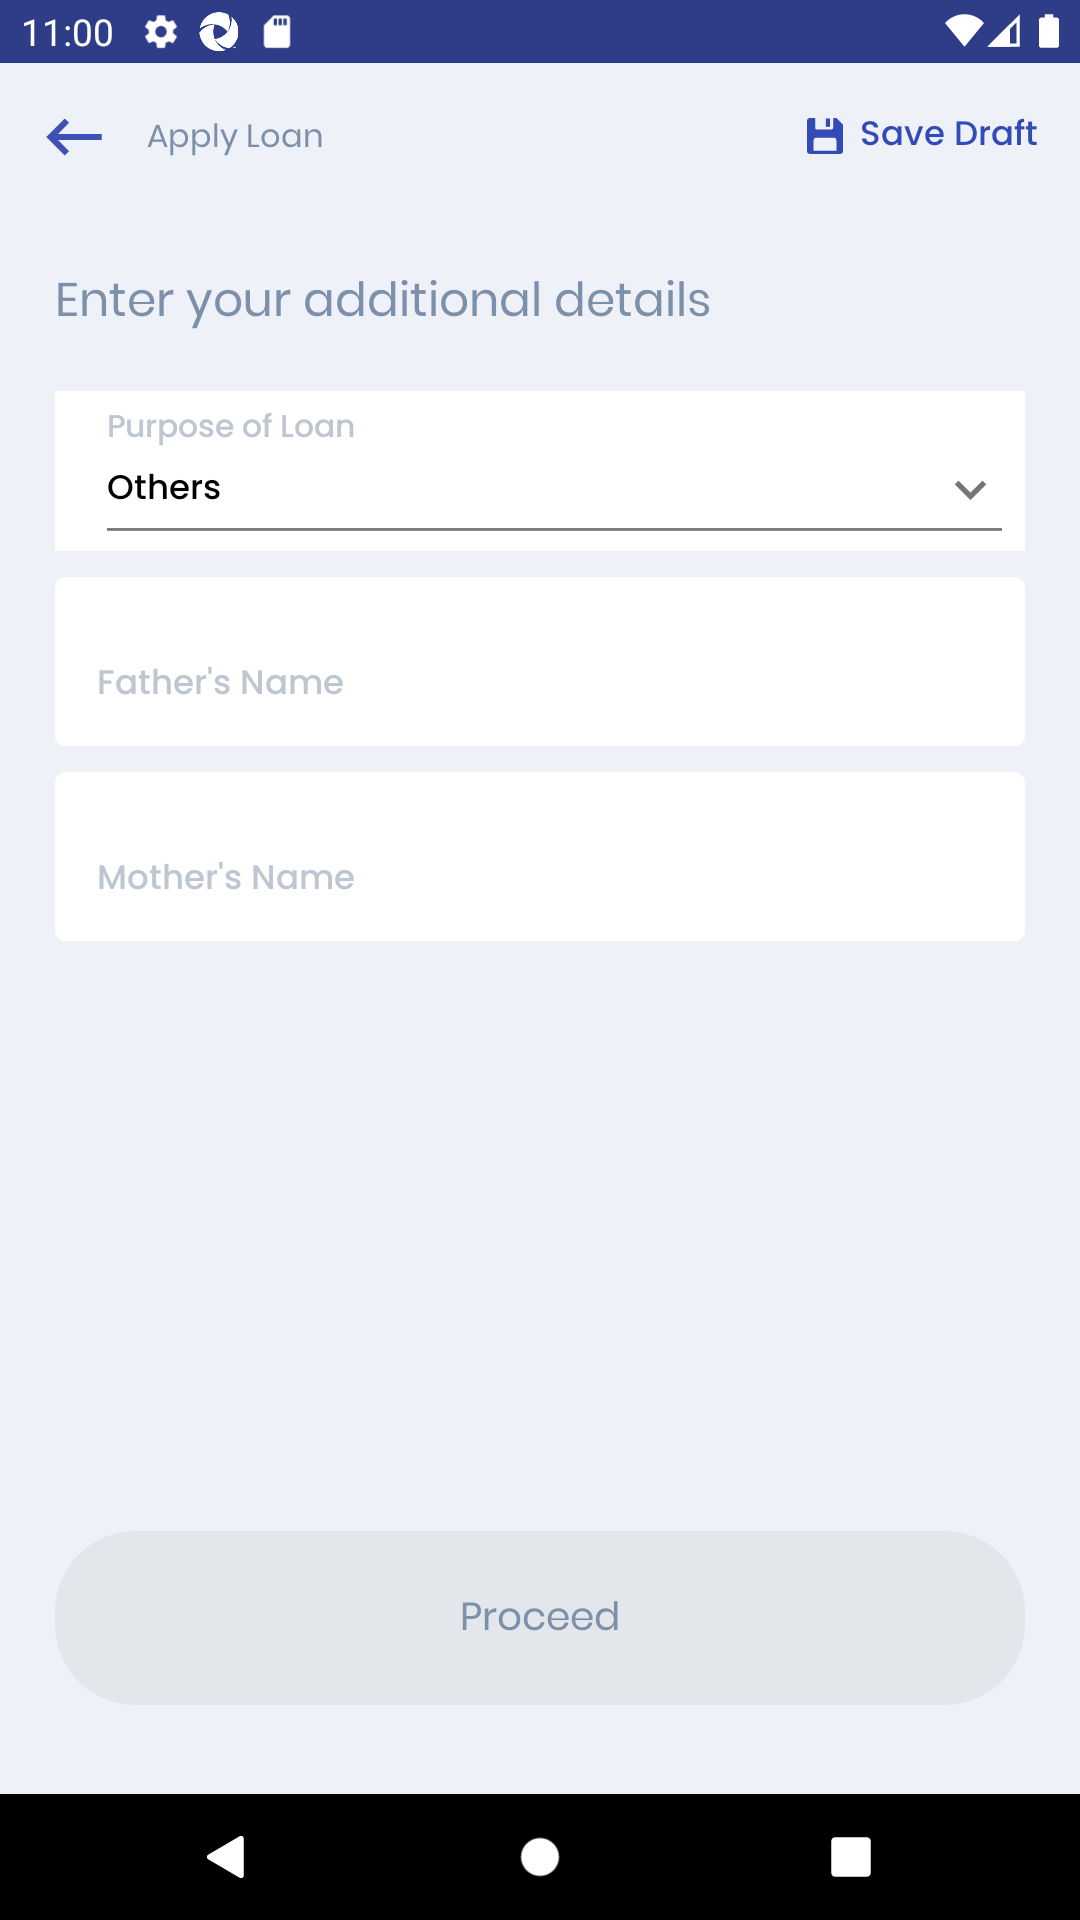 11:00
Apply Loan
Save Draft
Enter your additional details
Purpose of Loan
Others
Father's Name
Mother's Name
Proceed